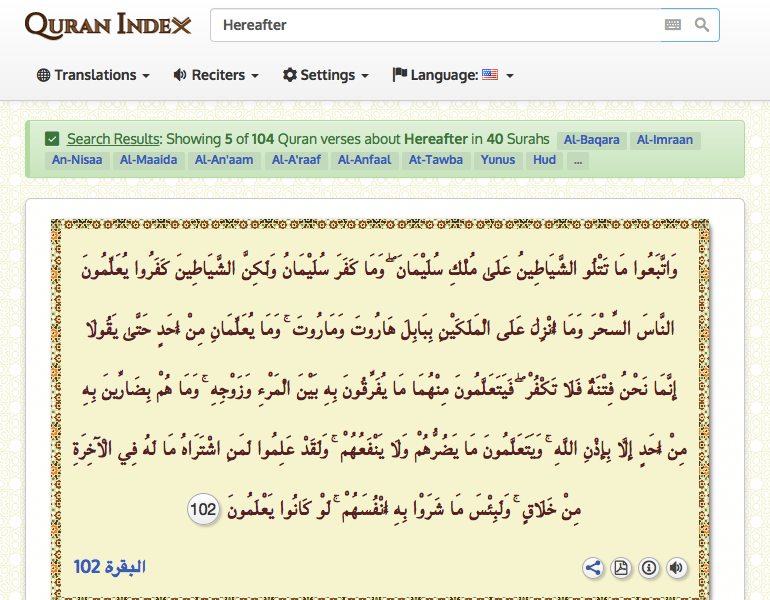 QURAN INDEX
Hereafter
Translations
Reciters
Settings
Language:
Search Results: Showing 5 of 104 Quran verses about Hereafter in 40 Surahs Al-Baqara Al-Imraan
An-Nisaa Al-Maaida Al-An'aam Al-A'raaf Al-Anfaal At-Tawba Yunus Hud ...
وَاتَّبَعُوا مَا تَتْلُو الشَّيَاطِينُ عَلَىٰ مُلْكِ سُلَيْمَانَ ۖ وَمَا كَفَرَ سُلَيْمَانُ وَلَٰكِنَّ الشَّيَاطِينَ كَفَرُوا يُعَلِّمُونَ
النَّاسَ السِّحْرَ وَمَا أُنْزِلَ عَلَى الْمَلَكَيْنِ بِبَابِلَ هَارُوتَ وَمَارُوتَ ۚ وَمَا يُعَلِّمَانِ مِنْ أَحَدٍ حَتَّىٰ يَقُولَا
إِنَّمَا نَحْنُ فِتْنَةٌ فَلَا تَكْفُرْ ۖ فَيَتَعَلَّمُونَ مِنْهُمَا مَا يُفَرِّقُونَ بِهِ بَيْنَ الْمَرْءِ وَزَوْجِهِ ۚ وَمَا هُمْ بِضَارِّينَ بِهِ
مِنْ أَحَدٍ إِلَّا بِإِذْنِ اللَّهِ ۚ وَيَتَعَلَّمُونَ مَا يَضُرُّهُمْ وَلَا يَنْفَعُهُمْ ۚ وَلَقَدْ عَلِمُوا لَمَنِ اشْتَرَاهُ مَا لَهُ فِي الْآخِرَةِ
مِنْ خَلَاقٍ ۚ وَلَبِئْسَ مَا شَرَوْا بِهِ أَنْفُسَهُمْ ۚ لَوْ كَانُوا يَعْلَمُونَ 102
البقرة 102